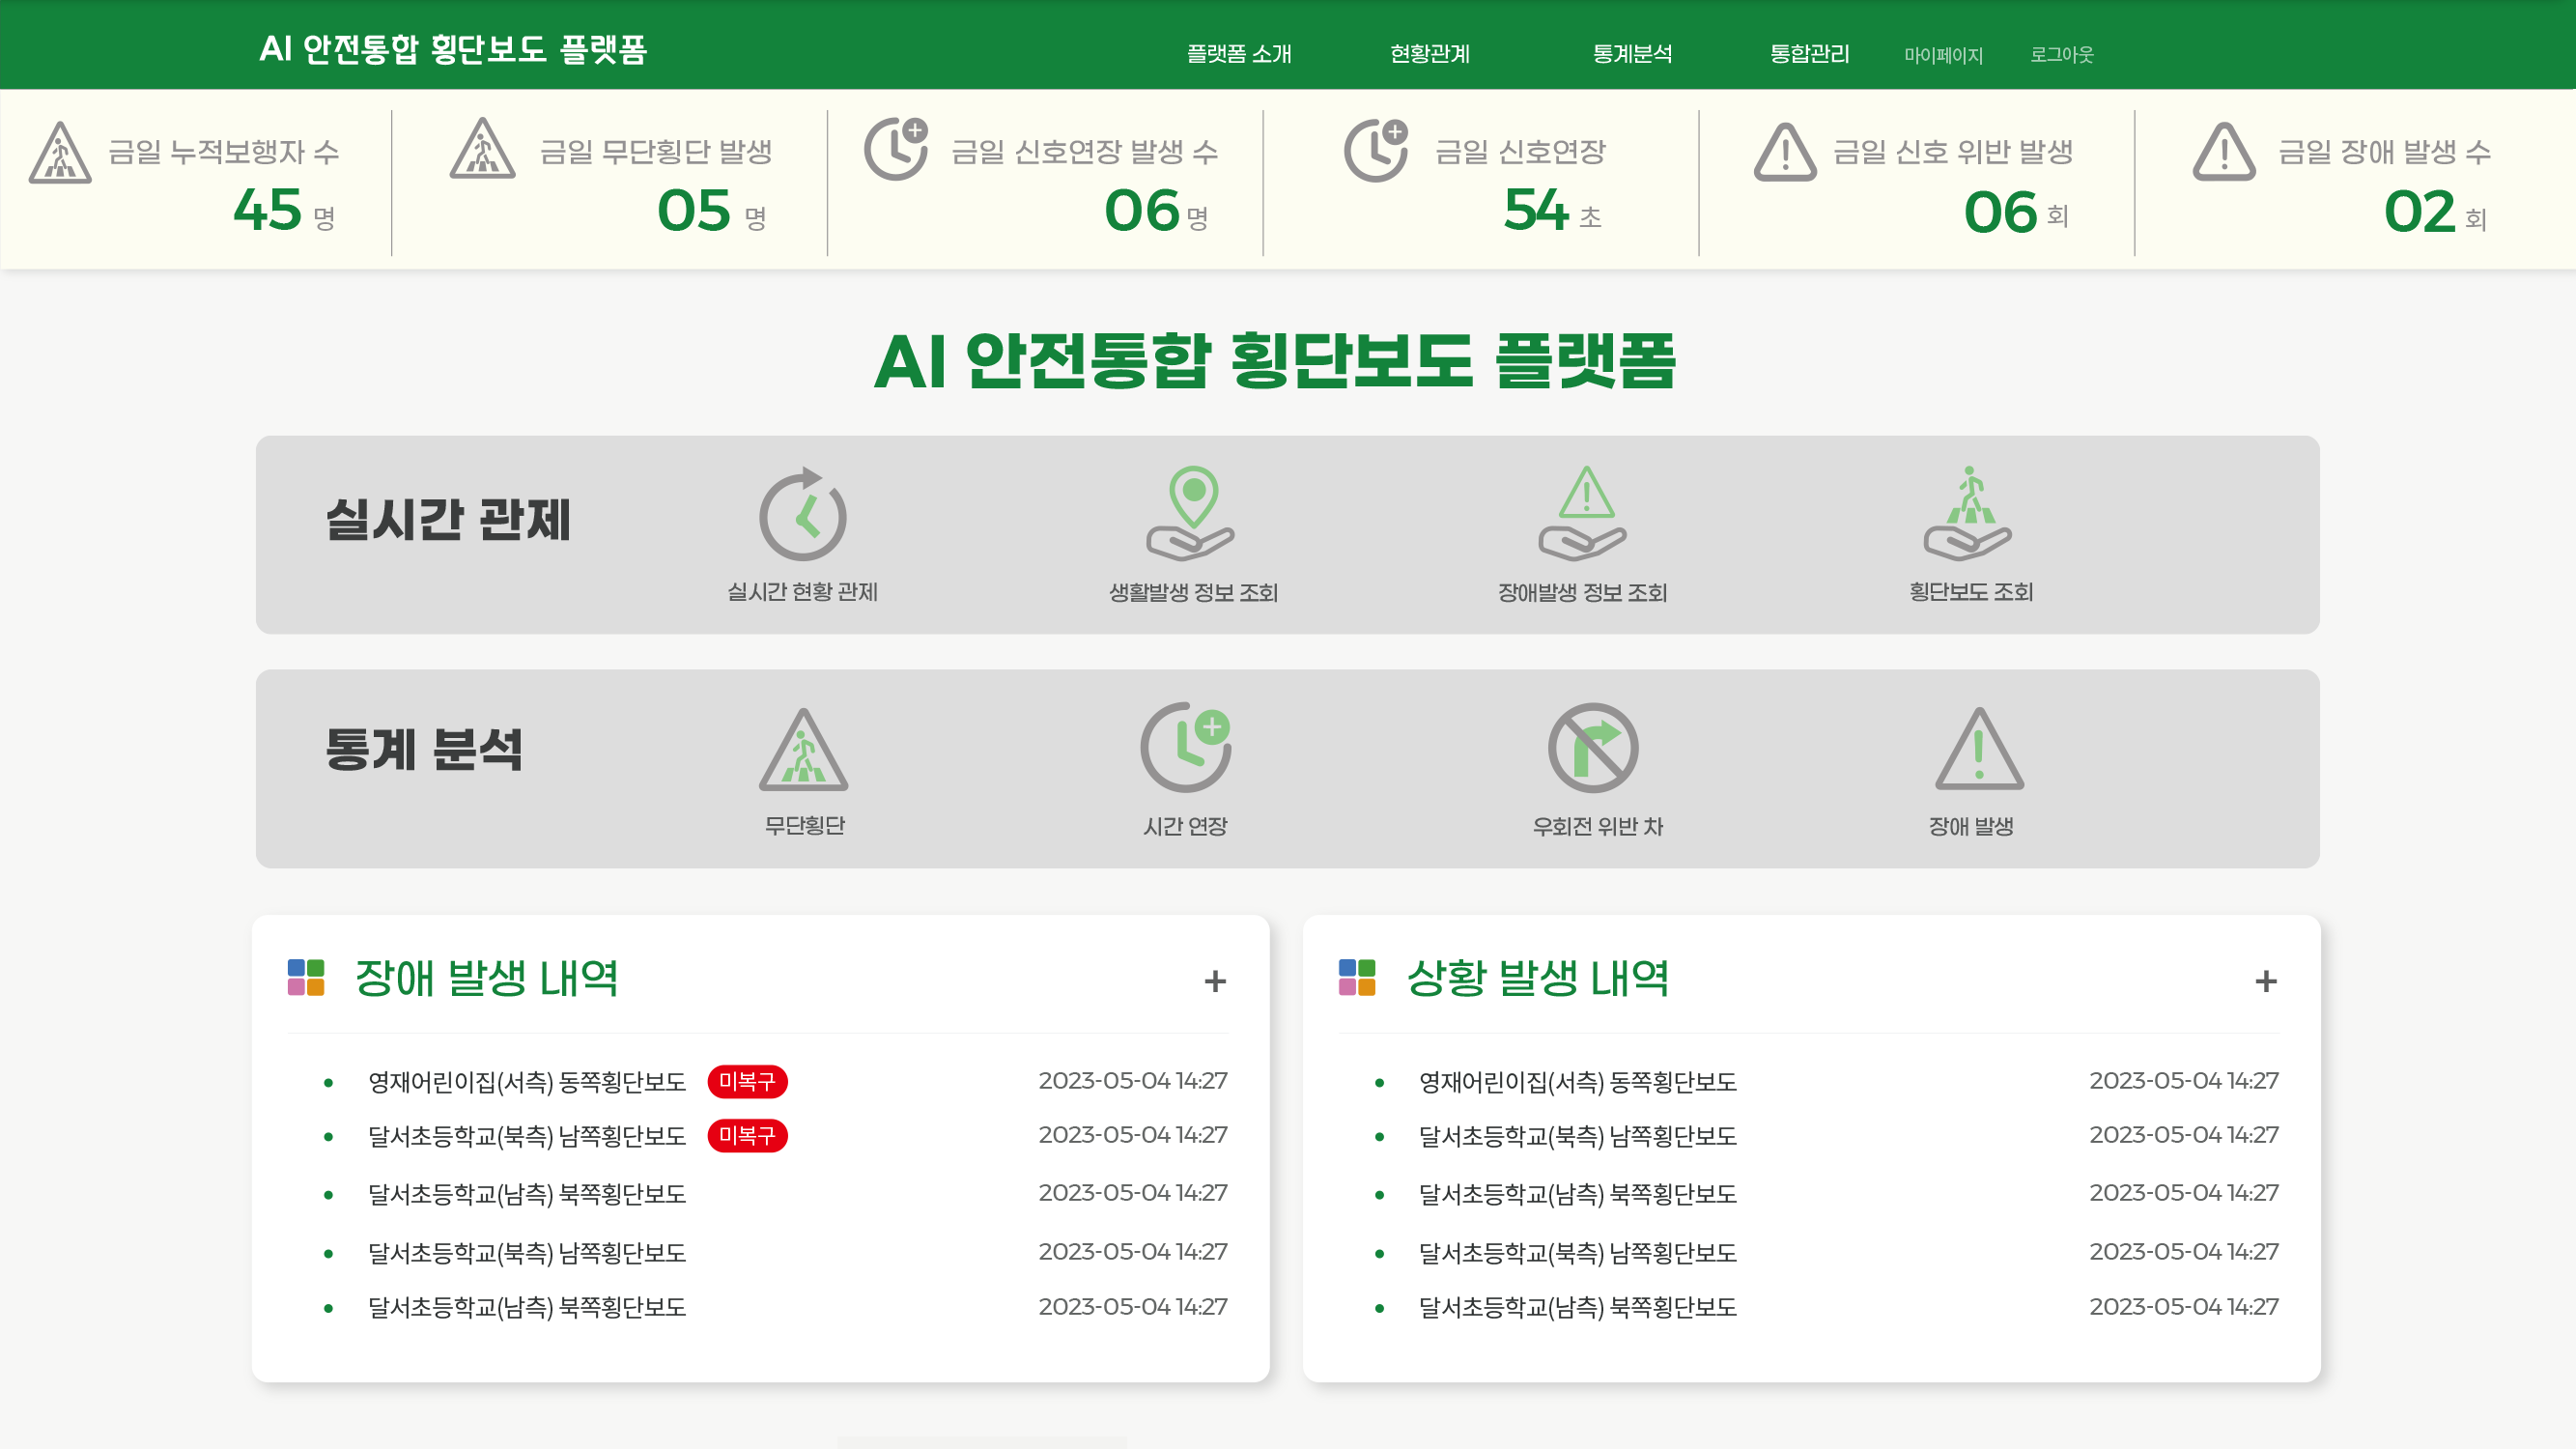 AI 안전통합 횡단보도 플랫폼
플랫폼 소개 현황관계 통계분석 통합관리 마이페이지 로그아웃
금일 누적보행자 수
45 명
금일 무단횡단 발생
05 명
금일 신호연장 발생 수
06 명
금일 신호연장
54 초
금일 신호 위반 발생
06 회
금일 장애 발생 수
02 회
AI 안전통합 횡단보도 플랫폼
실시간 관제
실시간 현황 관제
생활발생 정보 조회
장애발생 정보 조회
횡단보도 조회
통계 분석
무단횡단
시간 연장
우회전 위반 차
장애 발생
장애 발생 내역 +
영재어린이집(서측) 동쪽횡단보도 미복구 2023-05-04 14:27
달서초등학교(북측) 남쪽횡단보도 미복구 2023-05-04 14:27
달서초등학교(남측) 북쪽횡단보도 2023-05-04 14:27
달서초등학교(북측) 남쪽횡단보도 2023-05-04 14:27
달서초등학교(남측) 북쪽횡단보도 2023-05-04 14:27
상황 발생 내역 +
영재어린이집(서측) 동쪽횡단보도 2023-05-04 14:27
달서초등학교(북측) 남쪽횡단보도 2023-05-04 14:27
달서초등학교(남측) 북쪽횡단보도 2023-05-04 14:27
달서초등학교(북측) 남쪽횡단보도 2023-05-04 14:27
달서초등학교(남측) 북쪽횡단보도 2023-05-04 14:27